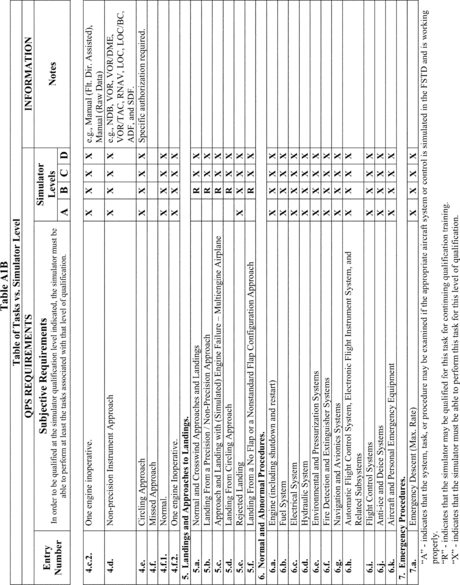 Table A1B
Table of Tasks vs. Simulator Level
QPS REQUIREMENTS INFORMATION
Entry Number Subjective Requirements Simulator Levels Notes
In order to be qualified at the simulator qualification level indicated, the simulator must be
able to perform at least the tasks associated with that level of qualification.
A B C D
4.c.2. One engine inoperative. X X X X e.g., Manual (Flt. Dir. Assisted),
Manual (Raw Data)
4.d. Non-precision Instrument Approach X X X X e.g., NDB, VOR, VOR/DME,
VOR/TAC, RNAV, LOC, LOC/BC,
ADF, and SDF.
4.e. Circling Approach X X X X Specific authorization required.
4.f. Missed Approach
4.f.1. Normal. X X X X
4.f.2. One engine Inoperative. X X X X
5. Landings and Approaches to Landings.
5.a. Normal and Crosswind Approaches and Landings R X X
5.b. Landing From a Precision / Non-Precision Approach R X X
5.c. Approach and Landing with (Simulated) Engine Failure – Multiengine Airplane R X X
5.d. Landing From Circling Approach R X X
5.e. Rejected Landing X X X X
5.f. Landing From a No Flap or a Nonstandard Flap Configuration Approach R X X
6. Normal and Abnormal Procedures.
6.a. Engine (including shutdown and restart) X X X X
6.b. Fuel System X X X X
6.c. Electrical System X X X X
6.d. Hydraulic System X X X X
6.e. Environmental and Pressurization Systems X X X X
6.f. Fire Detection and Extinguisher Systems X X X X
6.g. Navigation and Avionics Systems X X X X
6.h. Automatic Flight Control System, Electronic Flight Instrument System, and
Related Subsystems X X X X
6.i. Flight Control Systems X X X X
6.j. Anti-ice and Deice Systems X X X X
6.k. Aircraft and Personal Emergency Equipment X X X X
7. Emergency Procedures.
7.a. Emergency Descent (Max. Rate) X X X X
"A" - indicates that the system, task, or procedure may be examined if the appropriate aircraft system or control is simulated in the FSTD and is working
properly.
"R" - indicates that the simulator may be qualified for this task for continuing qualification training.
"X" - indicates that the simulator must be able to perform this task for this level of qualification.